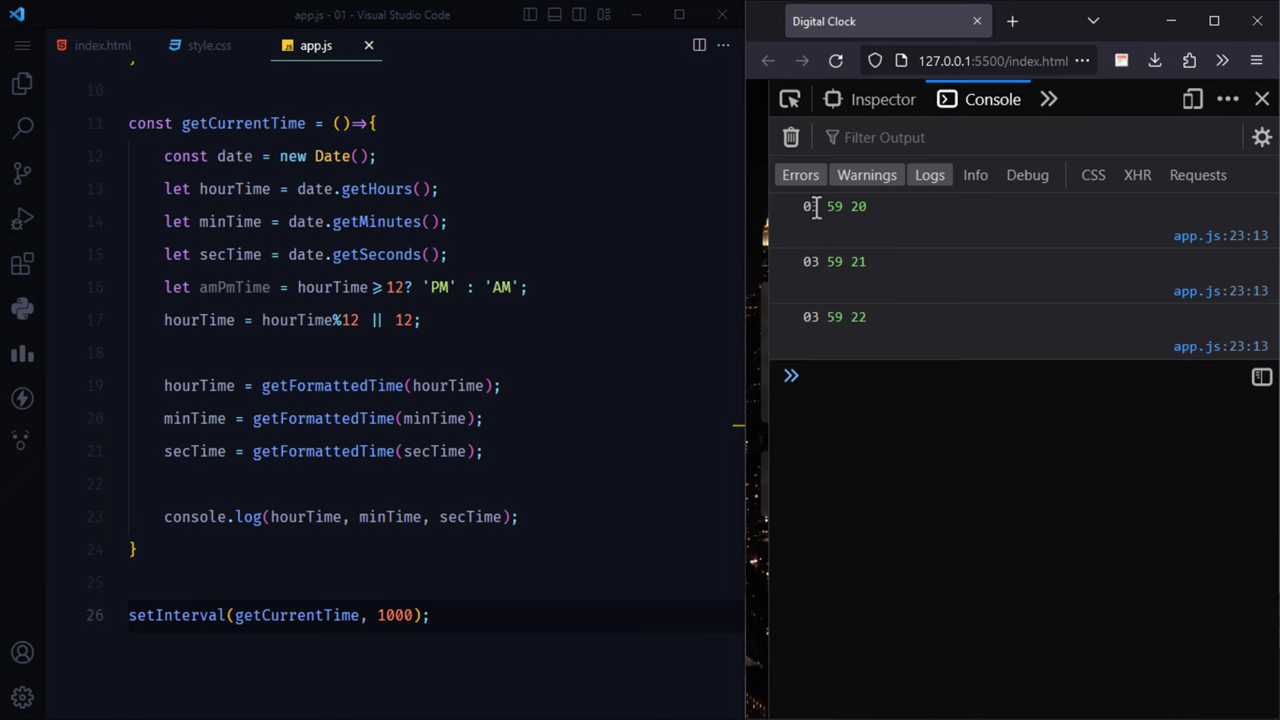 app.js - 01 - Visual Studio Code
index.html
style.css
app.js
10
11 const getCurrentTime = ()=>{
12 const date = new Date();
13 let hourTime = date.getHours();
14 let minTime = date.getMinutes();
15 let secTime = date.getSeconds();
16 let amPmTime = hourTime>=12? 'PM' : 'AM';
17 hourTime = hourTime%12 || 12;
18
19 hourTime = getFormattedTime(hourTime);
20 minTime = getFormattedTime(minTime);
21 secTime = getFormattedTime(secTime);
22
23 console.log(hourTime, minTime, secTime);
24 }
25
26 setInterval(getCurrentTime, 1000);
Digital Clock
127.0.0.1:5500/index.html
Inspector
Console
Filter Output
Errors
Warnings
Logs
Info
Debug
CSS
XHR
Requests
03 59 20
app.js:23:13
03 59 21
app.js:23:13
03 59 22
app.js:23:13